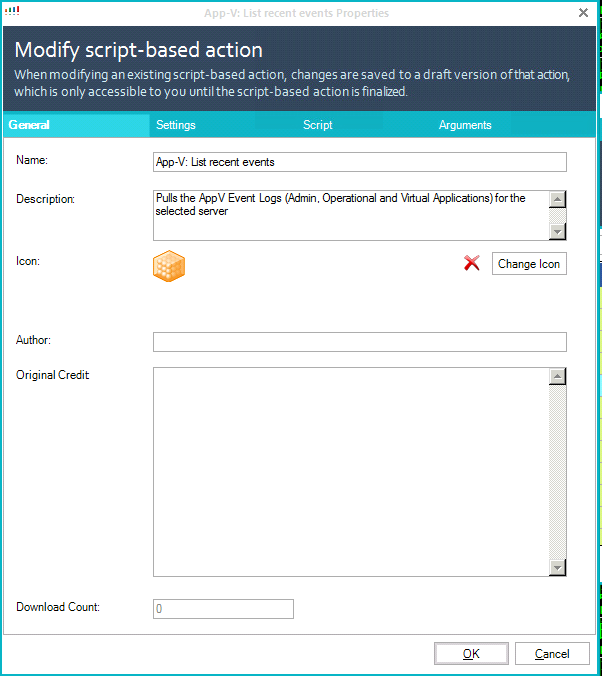 App-V: List recent events Properties
Modify script-based action
When modifying an existing script-based action, changes are saved to a draft version of that action,
which is only accessible to you until the script-based action is finalized.
General Settings Script Arguments
Name: App-V: List recent events
Description: Pulls the AppV Event Logs (Admin, Operational and Virtual Applications) for the
selected server
Icon: Change Icon
Author:
Original Credit:
Download Count: 0
OK Cancel